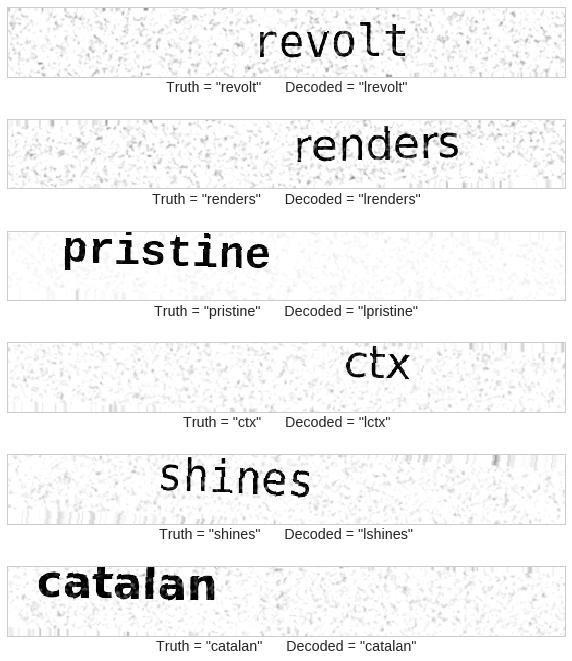 revolt
Truth = "revolt" Decoded = "lrevolt"
renders
Truth = "renders" Decoded = "lrenders"
pristine
Truth = "pristine" Decoded = "lpristine"
ctx
Truth = "ctx" Decoded = "lctx"
shines
Truth = "shines" Decoded = "lshines"
catalan
Truth = "catalan" Decoded = "catalan"